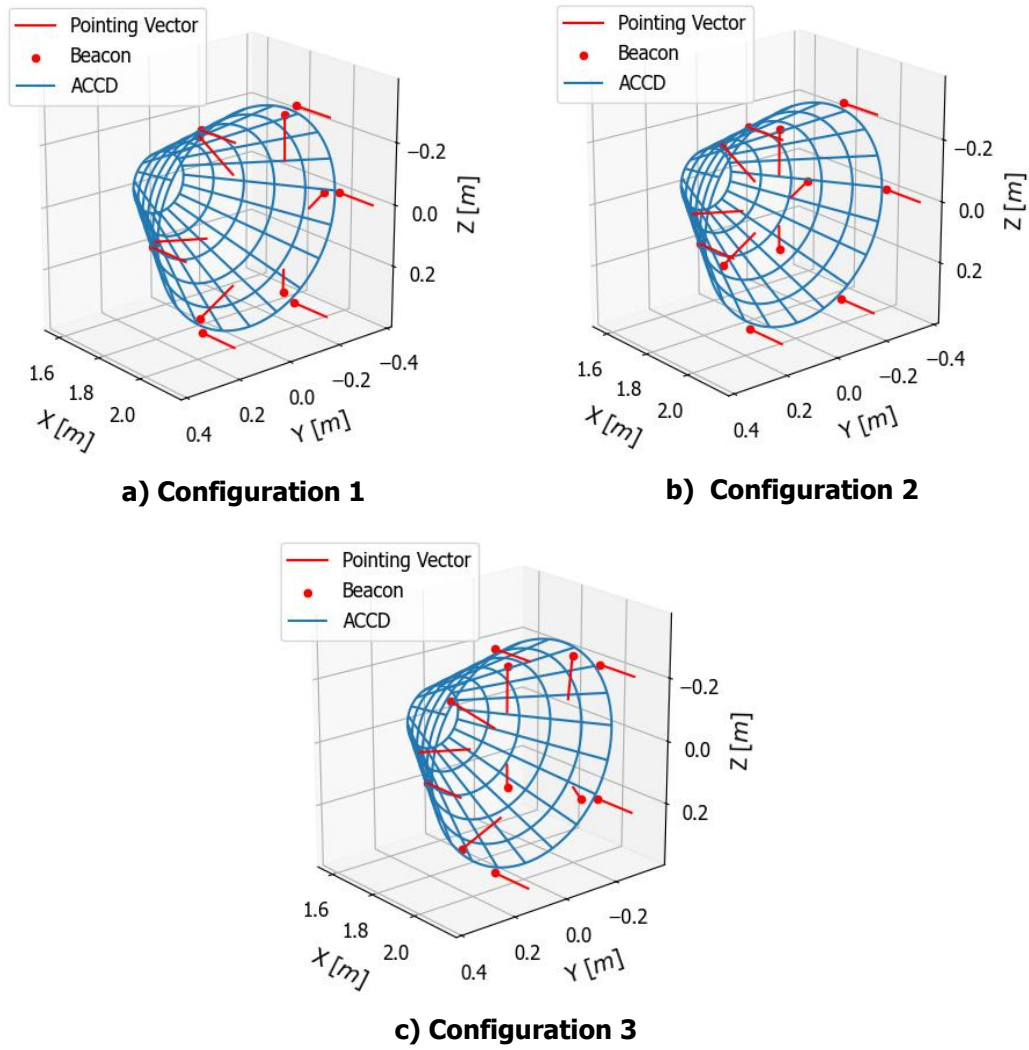 Pointing Vector
Beacon
ACCD
−0.2
0.0
0.2
Z [m]
1.6
1.8
2.0
X [m]
0.4
0.2
0.0
−0.2
−0.4
Y [m]
a) Configuration 1
Pointing Vector
Beacon
ACCD
−0.2
0.0
0.2
Z [m]
1.6
1.8
2.0
X [m]
0.4
0.2
0.0
−0.2
−0.4
Y [m]
b) Configuration 2
Pointing Vector
Beacon
ACCD
−0.2
0.0
0.2
Z [m]
1.6
1.8
2.0
X [m]
0.4
0.2
0.0
−0.2
Y [m]
c) Configuration 3